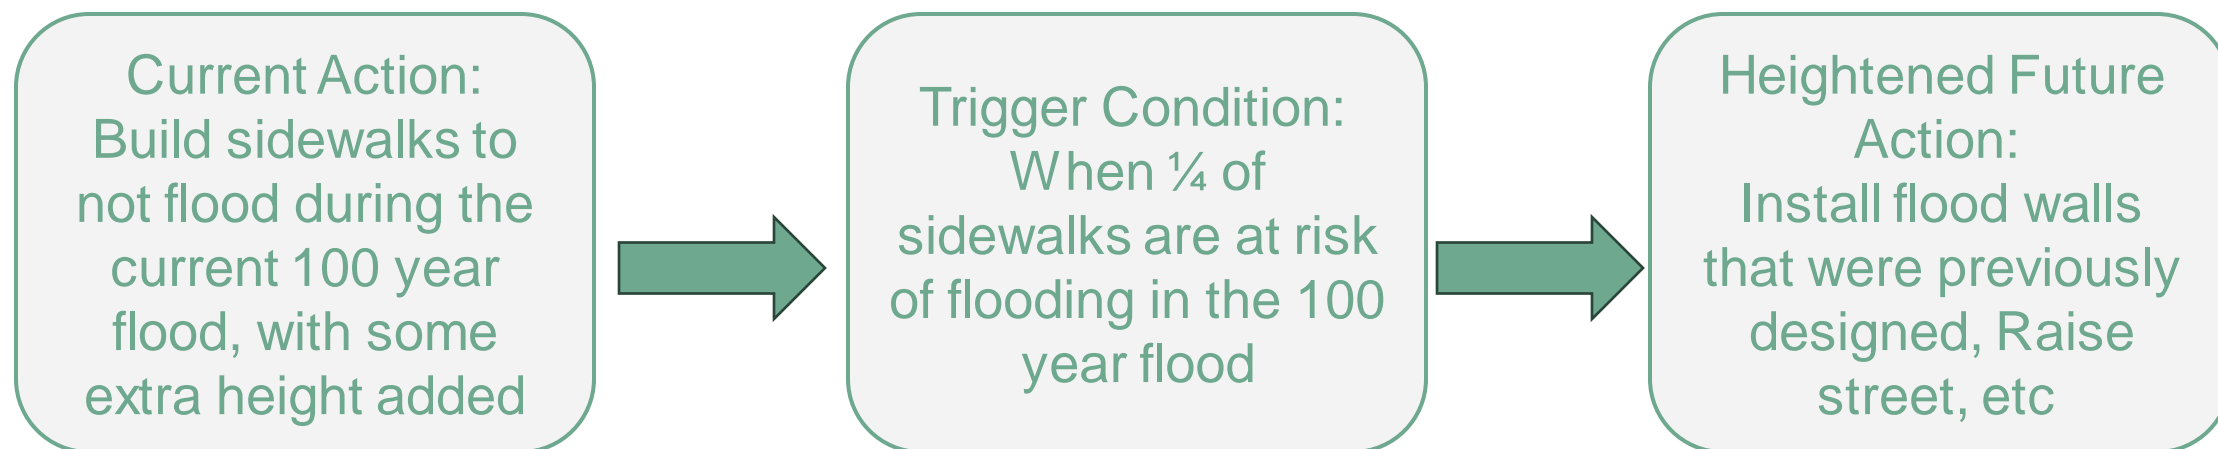 Current Action:
Build sidewalks to
not flood during the
current 100 year
flood, with some
extra height added
Trigger Condition:
When ¼ of
sidewalks are at risk
of flooding in the 100
year flood
Heightened Future
Action:
Install flood walls
that were previously
designed, Raise
street, etc